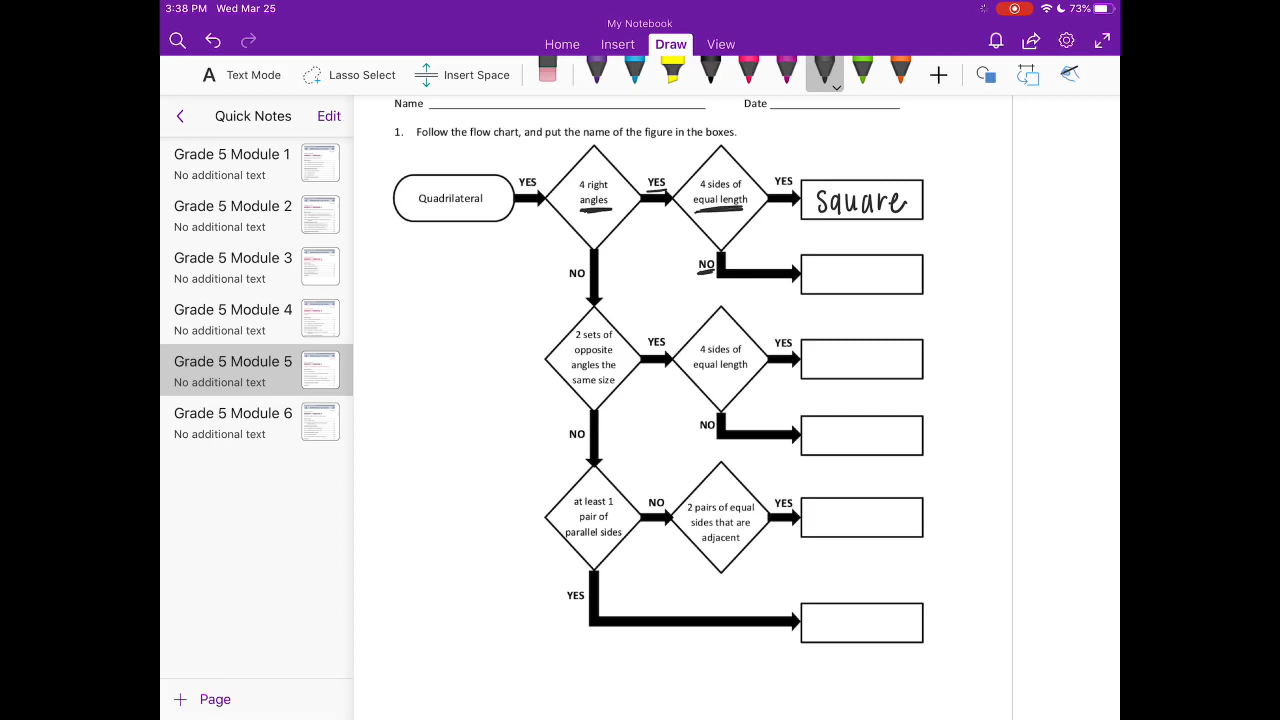 3:38 PM Wed Mar 25
73%
My Notebook
Home Insert Draw View
Text Mode Lasso Select Insert Space
Quick Notes Edit
Grade 5 Module 1
No additional text
Grade 5 Module 2
No additional text
Grade 5 Module 3
No additional text
Grade 5 Module 4
No additional text
Grade 5 Module 5
No additional text
Grade 5 Module 6
No additional text
Page
Name Date
1. Follow the flow chart, and put the name of the figure in the boxes.
Quadrilateral
YES
4 right
angles
YES
4 sides of
equal length
YES
square
NO
NO
2 sets of
opposite
angles the
same size
YES
4 sides of
equal length
YES
NO
NO
at least 1
pair of
parallel sides
NO
2 pairs of equal
sides that are
adjacent
YES
YES